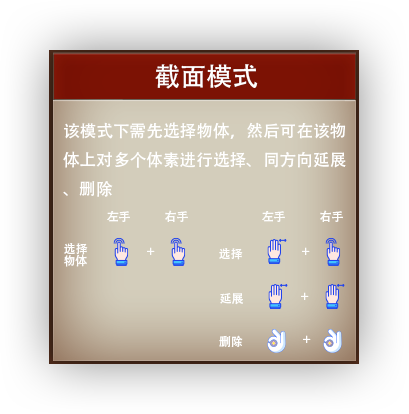 截面模式
该模式下需先选择物体，然后可在该物
体上对多个体素进行选择、同方向延展
、删除
左手 右手 左手 右手
选择
物体 + 选择 +
延展 +
删除 +